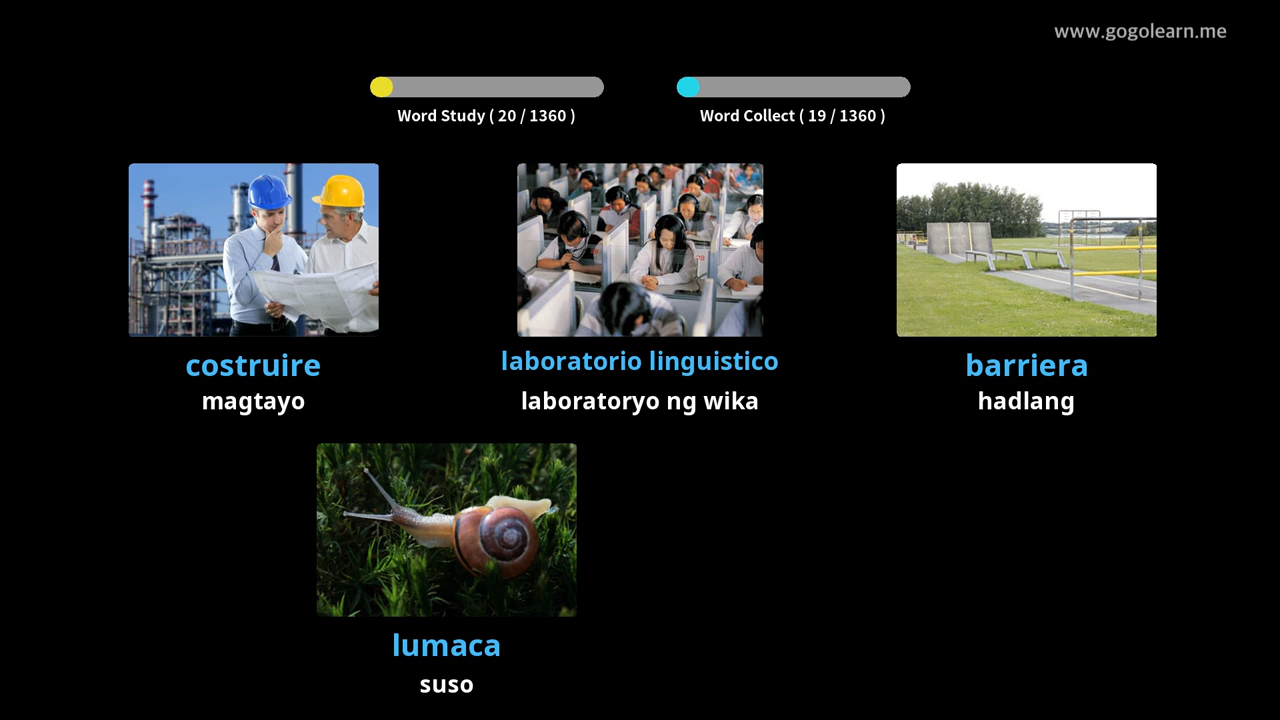 www.gogolearn.me
Word Study ( 20 / 1360 )
Word Collect ( 19 / 1360 )
costruire
magtayo
laboratorio linguistico
laboratoryo ng wika
barriera
hadlang
lumaca
suso